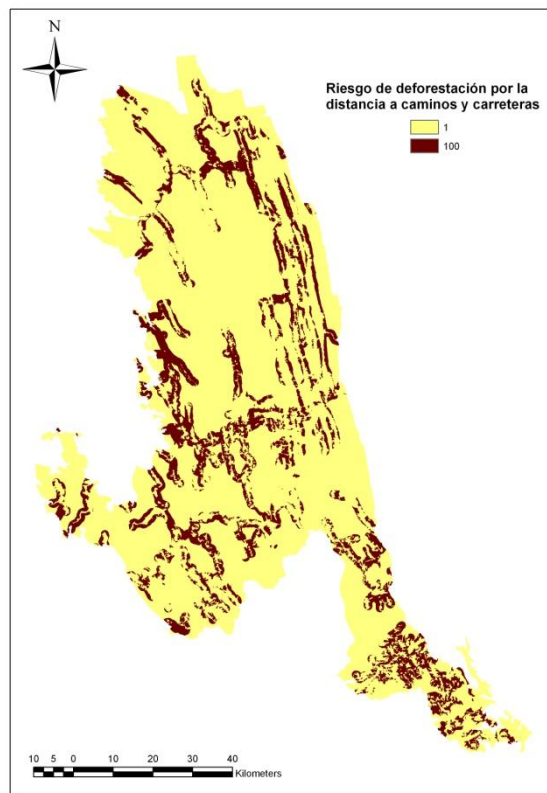 N
Riesgo de deforestación por la
distancia a caminos y carreteras
1
100
10 5 0 10 20 30 40
Kilometers